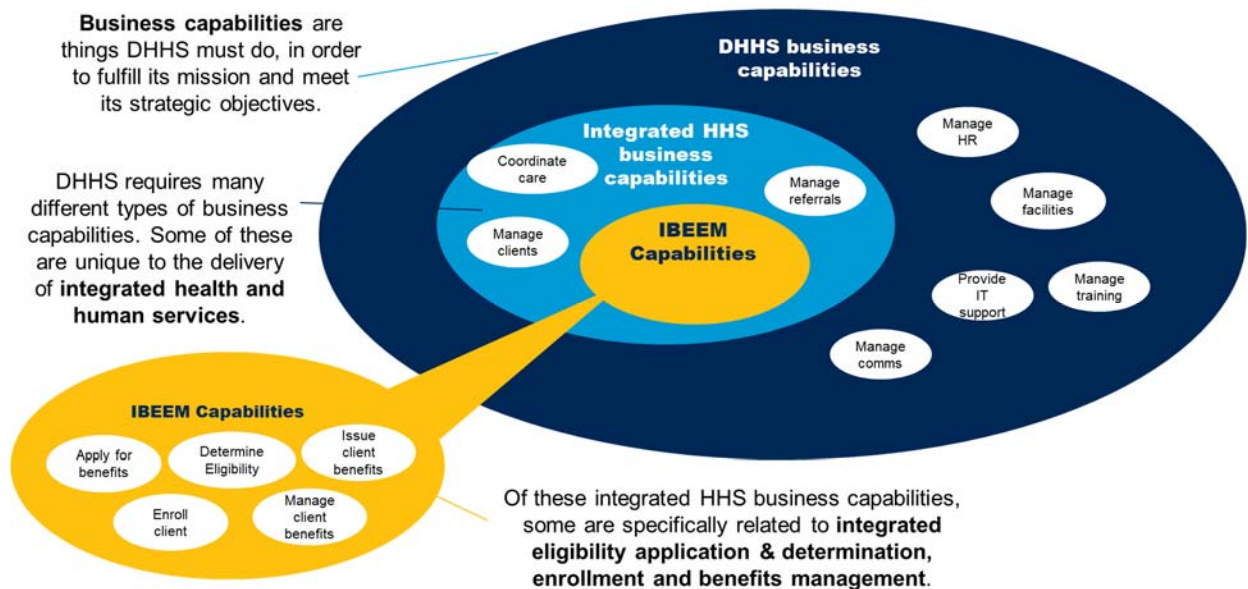 Business capabilities are
things DHHS must do, in order
to fulfill its mission and meet
its strategic objectives.
DHHS requires many
different types of business
capabilities. Some of these
are unique to the delivery
of integrated health and
human services.
DHHS business
capabilities
Integrated HHS
business
capabilities
Coordinate
care
Manage
clients
Manage
referrals
IBEEM
Capabilities
Manage
HR
Manage
facilities
Provide
IT
support
Manage
training
Manage
comms
IBEEM Capabilities
Apply for
benefits
Determine
Eligibility
Issue
client
benefits
Enroll
client
Manage
client
benefits
Of these integrated HHS business capabilities,
some are specifically related to integrated
eligibility application & determination,
enrollment and benefits management.